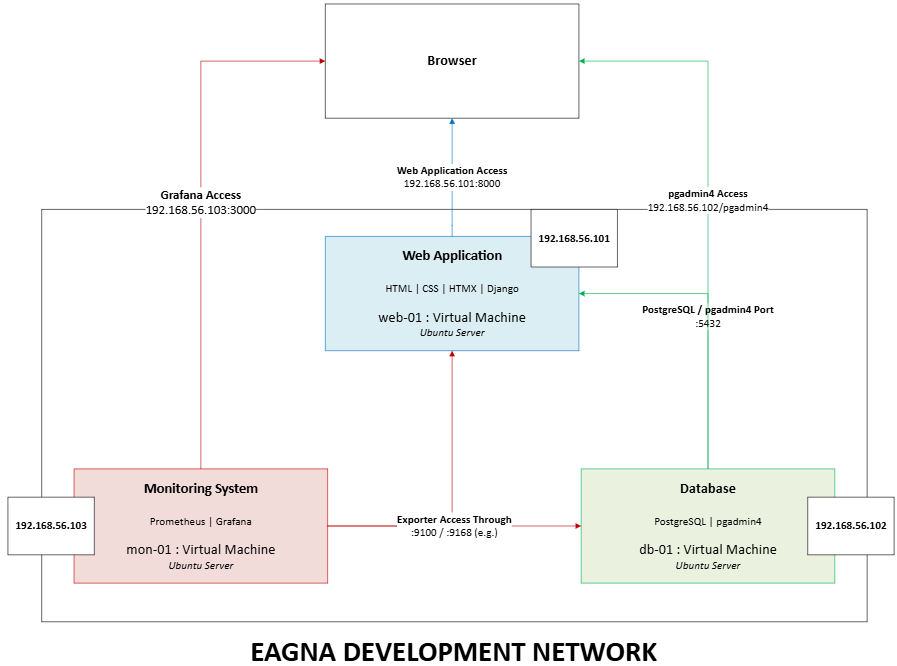 Browser
Web Application Access
192.168.56.101:8000
Grafana Access
192.168.56.103:3000
pgadmin4 Access
192.168.56.102/pgadmin4
192.168.56.101
Web Application
HTML | CSS | HTMX | Django
web-01 : Virtual Machine
Ubuntu Server
PostgreSQL / pgadmin4 Port
:5432
Monitoring System
Prometheus | Grafana
mon-01 : Virtual Machine
Ubuntu Server
192.168.56.103
Exporter Access Through
:9100 / :9168 (e.g.)
Database
PostgreSQL | pgadmin4
db-01 : Virtual Machine
Ubuntu Server
192.168.56.102
EAGNA DEVELOPMENT NETWORK